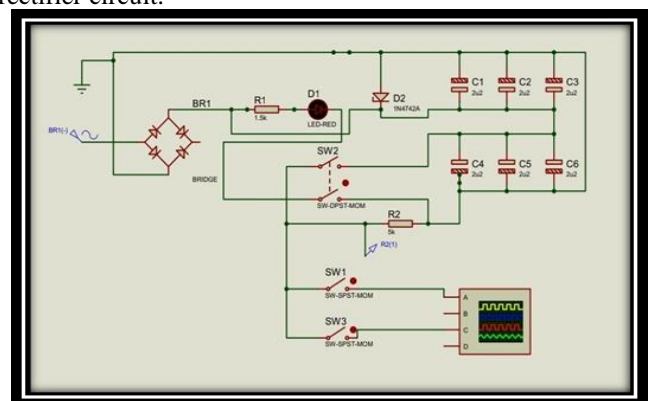 rectifier circuit.
BR1(-)
BR1
BRIDGE
R1
1.5k
D1
LED-RED
D2
1N4742A
C1
2u2
C2
2u2
C3
2u2
SW2
SW-DPST-MOM
C4
2u2
C5
2u2
C6
2u2
R2
5k
R2(1)
SW1
SW-SPST-MOM
SW3
SW-SPST-MOM
A
B
C
D